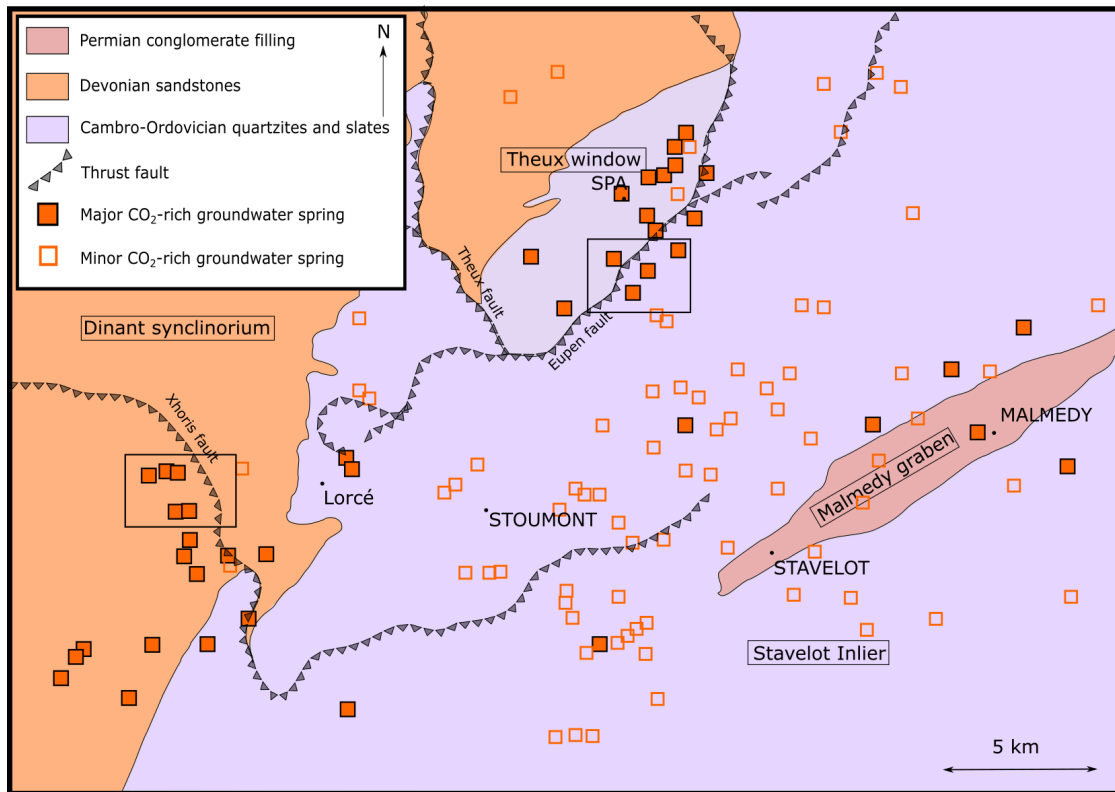 Permian conglomerate filling
N
Devonian sandstones
Cambro-Ordovician quartzites and slates
Thrust fault
Major CO₂-rich groundwater spring
Minor CO₂-rich groundwater spring
Theux window
SPA
Theux fault
Eupen fault
Dinant synclinorium
Xhoris fault
MALMEDY
Malmedy graben
Lorcé
STOUMONT
STAVELOT
Stavelot Inlier
5 km